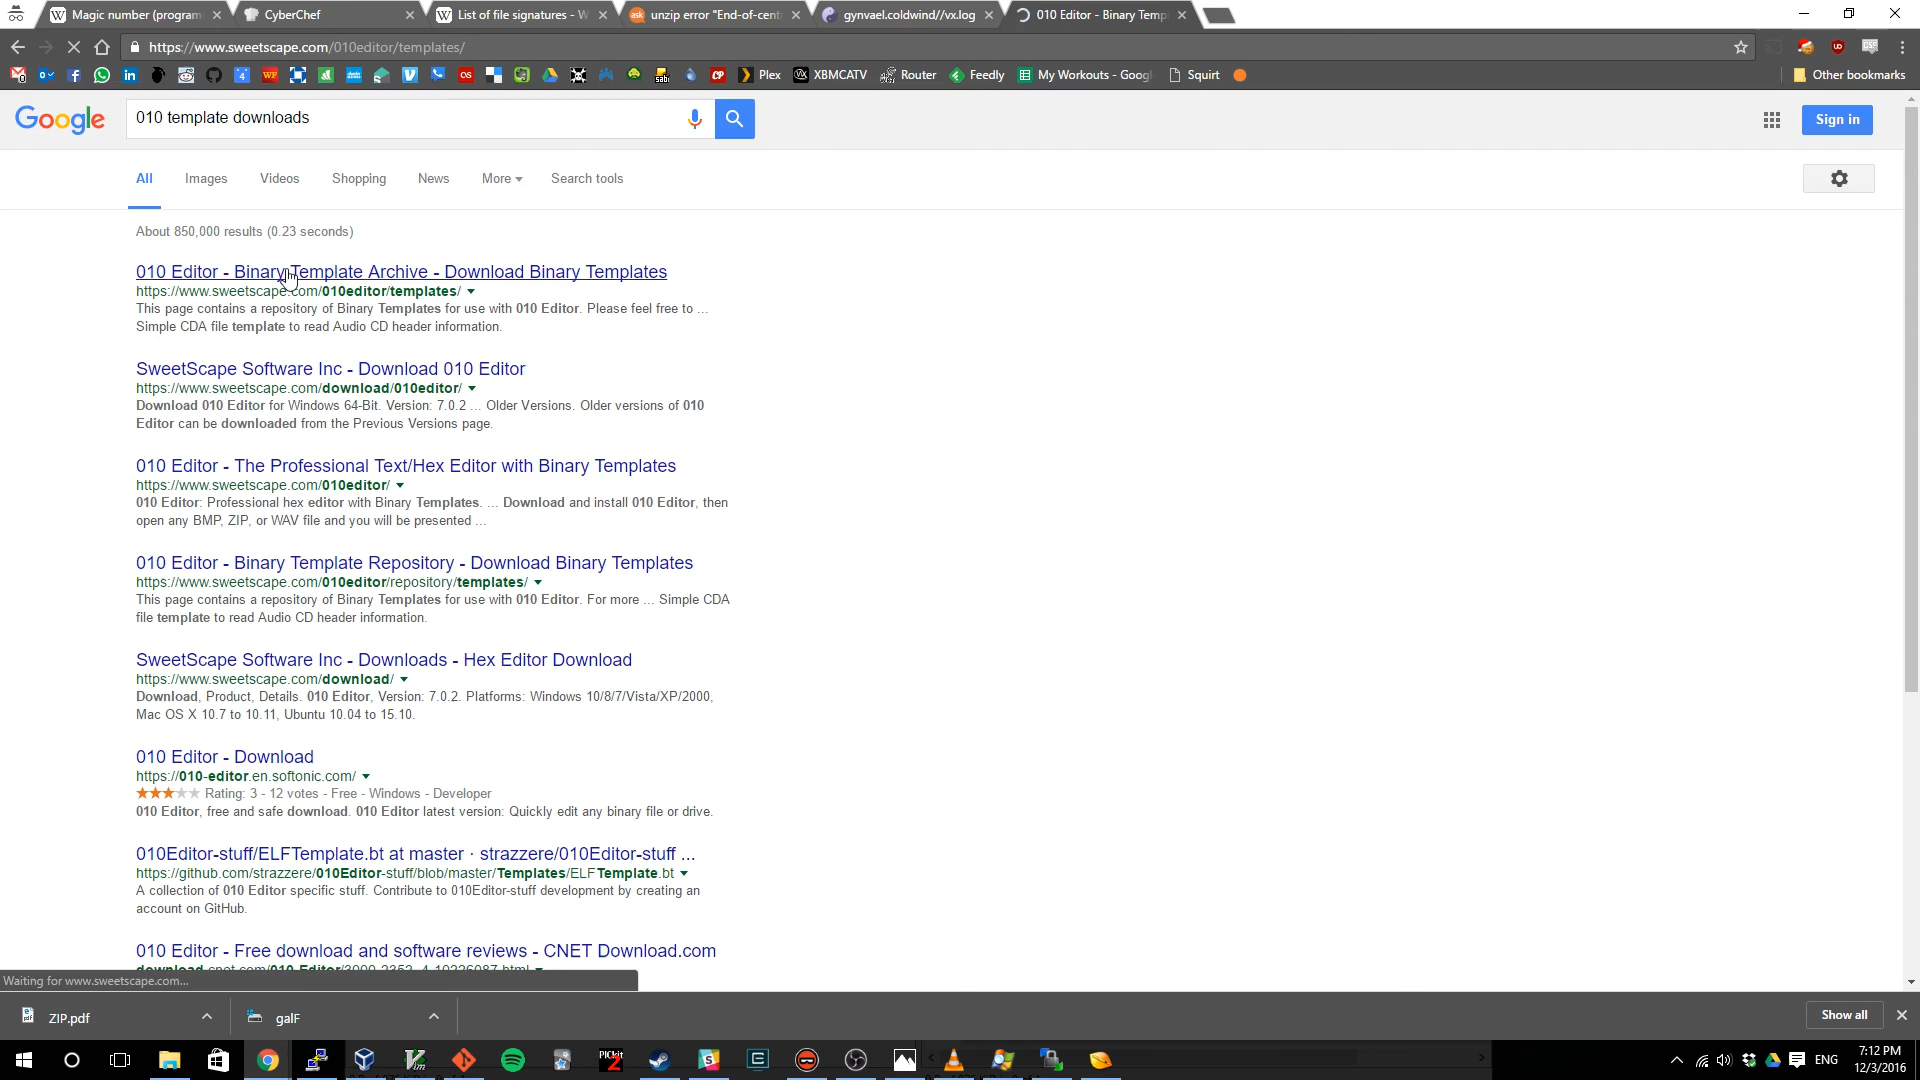 Magic number (program
CyberChef
List of file signatures - W
unzip error "End-of-cent
gynvael.coldwind//vx.log
010 Editor - Binary Temp
https://www.sweetscape.com/010editor/templates/
Plex
XBMCATV
Router
Feedly
My Workouts - Goog
Squirt
Other bookmarks
Google
010 template downloads
Sign in
All
Images
Videos
Shopping
News
More
Search tools
About 850,000 results (0.23 seconds)
010 Editor - Binary Template Archive - Download Binary Templates
https://www.sweetscape.com/010editor/templates/
This page contains a repository of Binary Templates for use with 010 Editor. Please feel free to ...
Simple CDA file template to read Audio CD header information.
SweetScape Software Inc - Download 010 Editor
https://www.sweetscape.com/download/010editor/
Download 010 Editor for Windows 64-Bit. Version: 7.0.2 ... Older Versions. Older versions of 010
Editor can be downloaded from the Previous Versions page.
010 Editor - The Professional Text/Hex Editor with Binary Templates
https://www.sweetscape.com/010editor/
010 Editor: Professional hex editor with Binary Templates. ... Download and install 010 Editor, then
open any BMP, ZIP, or WAV file and you will be presented ...
010 Editor - Binary Template Repository - Download Binary Templates
https://www.sweetscape.com/010editor/repository/templates/
This page contains a repository of Binary Templates for use with 010 Editor. For more ... Simple CDA
file template to read Audio CD header information.
SweetScape Software Inc - Downloads - Hex Editor Download
https://www.sweetscape.com/download/
Download, Product, Details. 010 Editor, Version: 7.0.2. Platforms: Windows 10/8/7/Vista/XP/2000,
Mac OS X 10.7 to 10.11, Ubuntu 10.04 to 15.10.
010 Editor - Download
https://010-editor.en.softonic.com/
Rating: 3 - 12 votes - Free - Windows - Developer
010 Editor, free and safe download. 010 Editor latest version: Quickly edit any binary file or drive.
010Editor-stuff/ELFTemplate.bt at master · strazzere/010Editor-stuff ...
https://github.com/strazzere/010Editor-stuff/blob/master/Templates/ELFTemplate.bt
A collection of 010 Editor specific stuff. Contribute to 010Editor-stuff development by creating an
account on GitHub.
010 Editor - Free download and software reviews - CNET Download.com
download.cnet.com/010-Editor/3000-2352_4-10226087.html
Waiting for www.sweetscape.com...
ZIP.pdf
galF
Show all
ENG
7:12 PM
12/3/2016